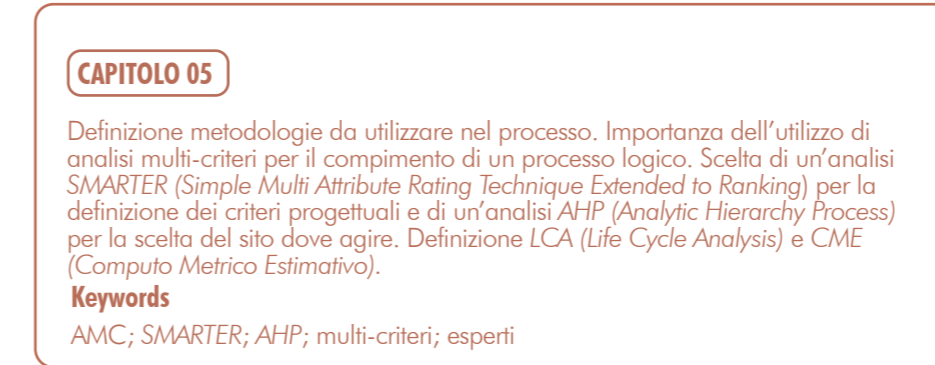 CAPITOLO 05
Definizione metodologie da utilizzare nel processo. Importanza dell'utilizzo di
analisi multi-criteri per il compimento di un processo logico. Scelta di un'analisi
SMARTER (Simple Multi Attribute Rating Technique Extended to Ranking) per la
definizione dei criteri progettuali e di un'analisi AHP (Analytic Hierarchy Process)
per la scelta del sito dove agire. Definizione LCA (Life Cycle Analysis) e CME
(Computo Metrico Estimativo).
Keywords
AMC; SMARTER; AHP; multi-criteri; esperti